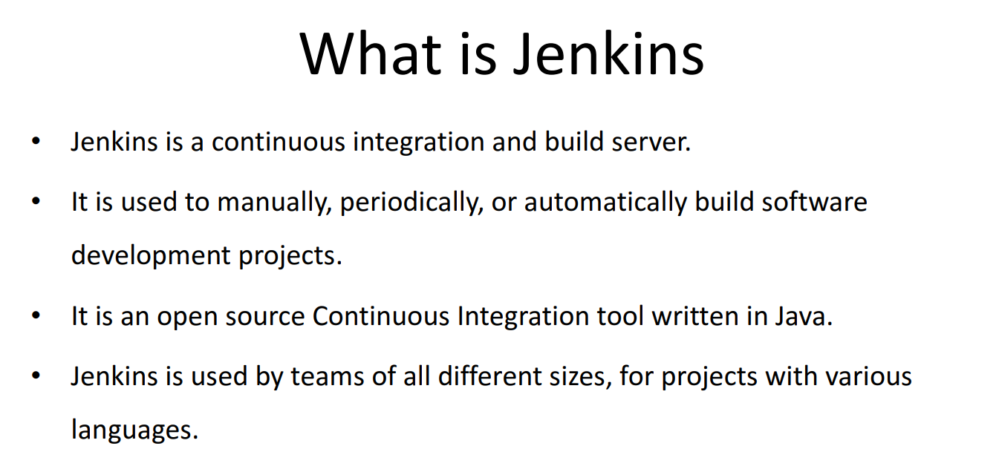 What is Jenkins
• Jenkins is a continuous integration and build server.
• It is used to manually, periodically, or automatically build software
development projects.
• It is an open source Continuous Integration tool written in Java.
• Jenkins is used by teams of all different sizes, for projects with various
languages.